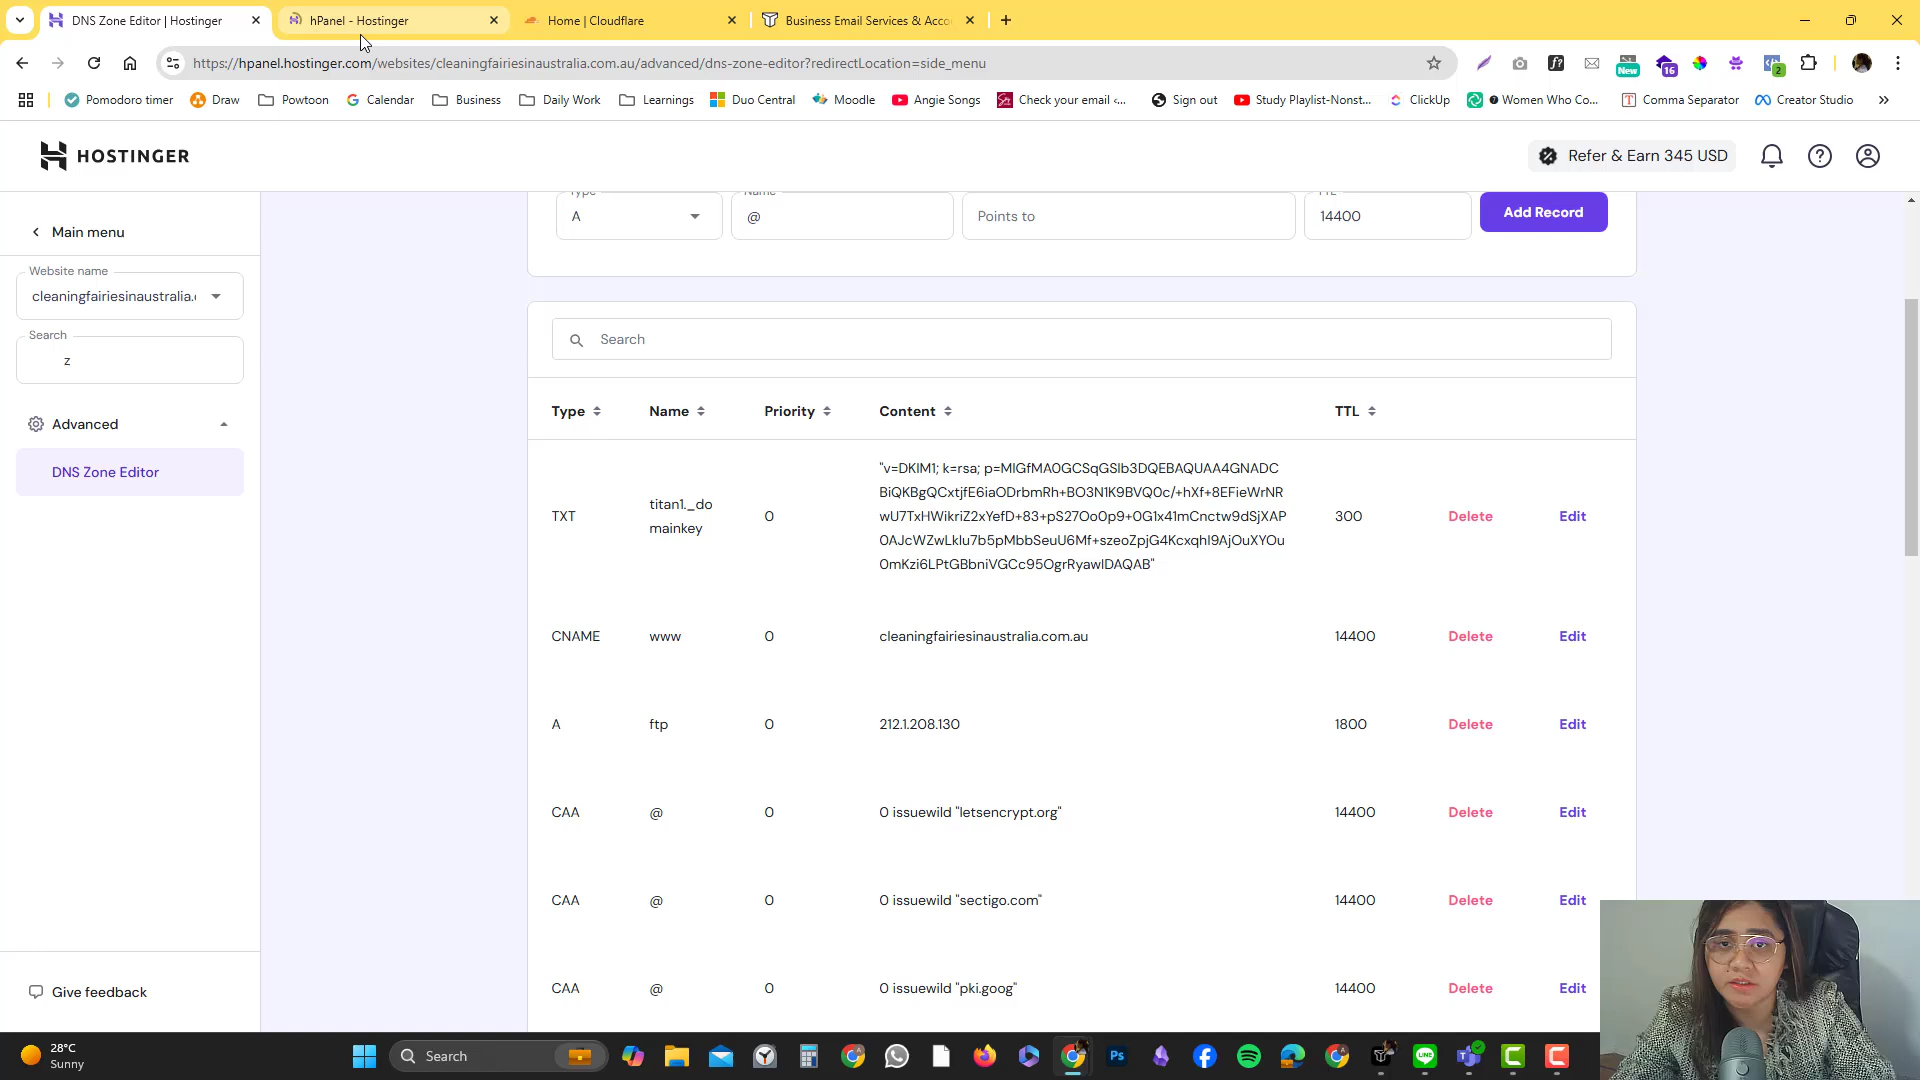 DNS Zone Editor | Hostinger
hPanel - Hostinger
Home | Cloudflare
Business Email Services & Acco
https://hpanel.hostinger.com/websites/cleaningfairiesinaustralia.com.au/advanced/dns-zone-editor?redirectLocation=side_menu
New
16
2
Pomodoro timer
Draw
Powtoon
Calendar
Business
Daily Work
Learnings
Duo Central
Moodle
Angie Songs
Check your email <...
Sign out
Study Playlist-Nonst...
ClickUp
Women Who Co...
Comma Separator
Creator Studio
HOSTINGER
Refer & Earn 345 USD
Main menu
Website name
cleaningfairiesinaustralia.
Search
z
Advanced
DNS Zone Editor
Give feedback
Type
Name
A
@
Points to
14400
Add Record
Search
Type
Name
Priority
Content
TTL
TXT
titan1._do
mainkey
0
"v=DKIM1; k=rsa; p=MIGfMA0GCSqGSIb3DQEBAQUAA4GNADC
BiQKBgQCxtjfE6iaODrbmRh+BO3N1K9BVQ0c/+hXf+8EFieWrNR
wU7TxHWikriZ2xYefD+83+pS27Oo0p9+0G1x41mCnctw9dSjXAP
0AJcWZwLklu7b5pMbbSeuU6Mf+szeoZpjG4KcxqhI9AjOuXYOu
0mKzi6LPtGBbniVGCc95OgrRyawIDAQAB"
300
Delete
Edit
CNAME
www
0
cleaningfairiesinaustralia.com.au
14400
Delete
Edit
A
ftp
0
212.1.208.130
1800
Delete
Edit
CAA
@
0
0 issuewild "letsencrypt.org"
14400
Delete
Edit
CAA
@
0
0 issuewild "sectigo.com"
14400
Delete
Edit
CAA
@
0
0 issuewild "pki.goog"
14400
Delete
Edit
28°C
Sunny
Search
Ps